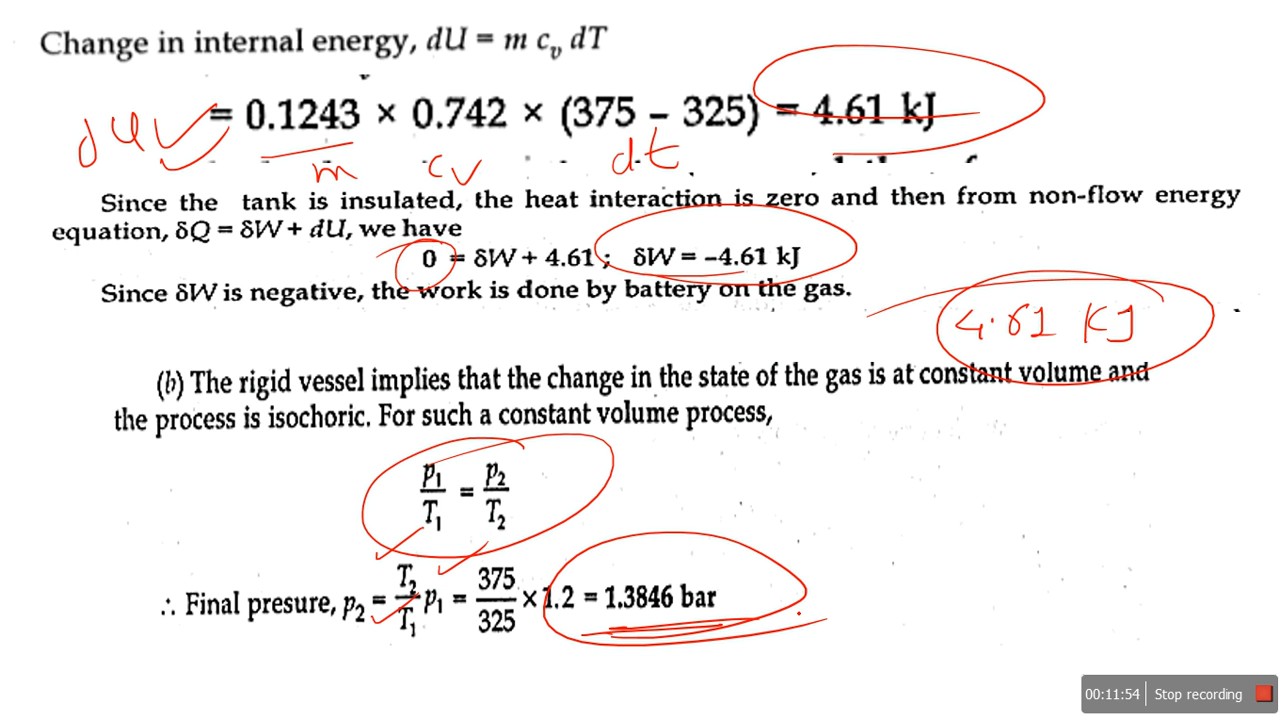 Change in internal energy, dU = m c_v dT
= 0.1243 × 0.742 × (375 – 325) = 4.61 kJ
dU
m cv dt
Since the tank is insulated, the heat interaction is zero and then from non-flow energy
equation, δQ = δW + dU, we have
0 = δW + 4.61 ; δW = –4.61 kJ
Since δW is negative, the work is done by battery on the gas.
4.61 KJ
(b) The rigid vessel implies that the change in the state of the gas is at constant volume and
the process is isochoric. For such a constant volume process,
p₁/T₁ = p₂/T₂
∴ Final presure, p₂ = T₂/T₁ p₁ = 375/325 × 1.2 = 1.3846 bar
00:11:54 Stop recording